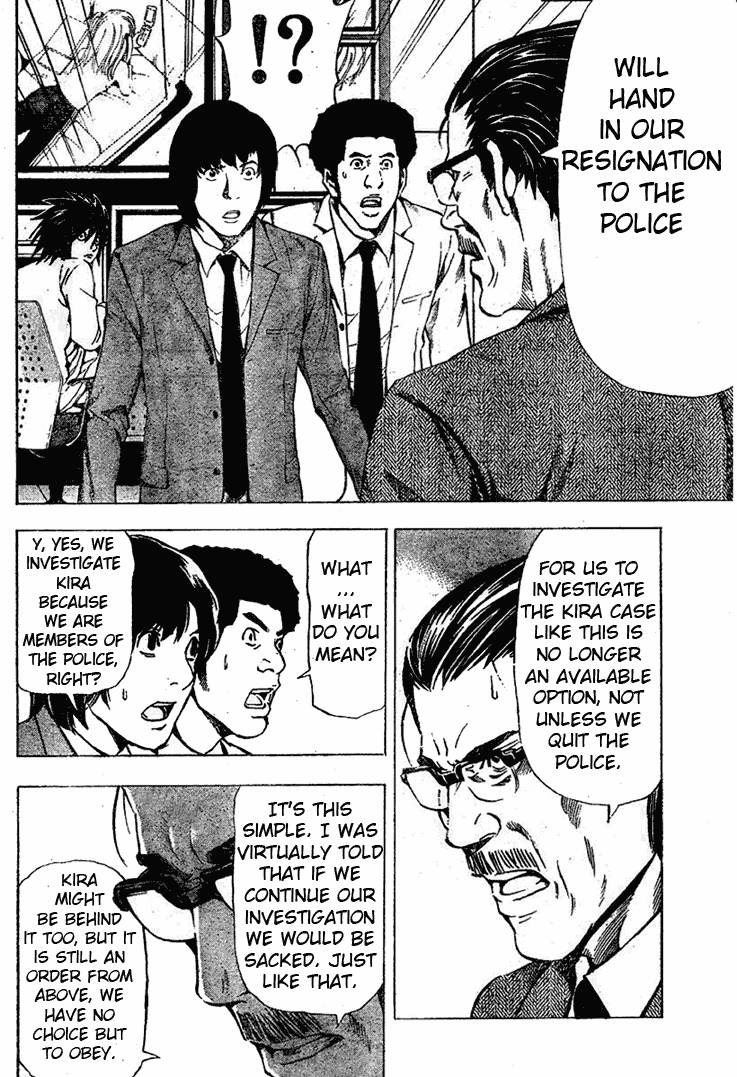 WILL
HAND
IN OUR
RESIGNATION
TO THE
POLICE
!?
FOR US TO
INVESTIGATE
THE KIRA CASE
LIKE THIS IS
NO LONGER
AN AVAILABLE
OPTION, NOT
UNLESS WE
QUIT THE
POLICE.
WHAT
...
WHAT
DO YOU
MEAN?
Y, YES, WE
INVESTIGATE
KIRA
BECAUSE
WE ARE
MEMBERS OF
THE POLICE,
RIGHT?
IT'S THIS
SIMPLE. I WAS
VIRTUALLY TOLD
THAT IF WE
CONTINUE OUR
INVESTIGATION
WE WOULD BE
SACKED. JUST
LIKE THAT.
KIRA
MIGHT
BE BEHIND
IT TOO, BUT IT
IS STILL AN
ORDER FROM
ABOVE, WE
HAVE NO
CHOICE BUT
TO OBEY.